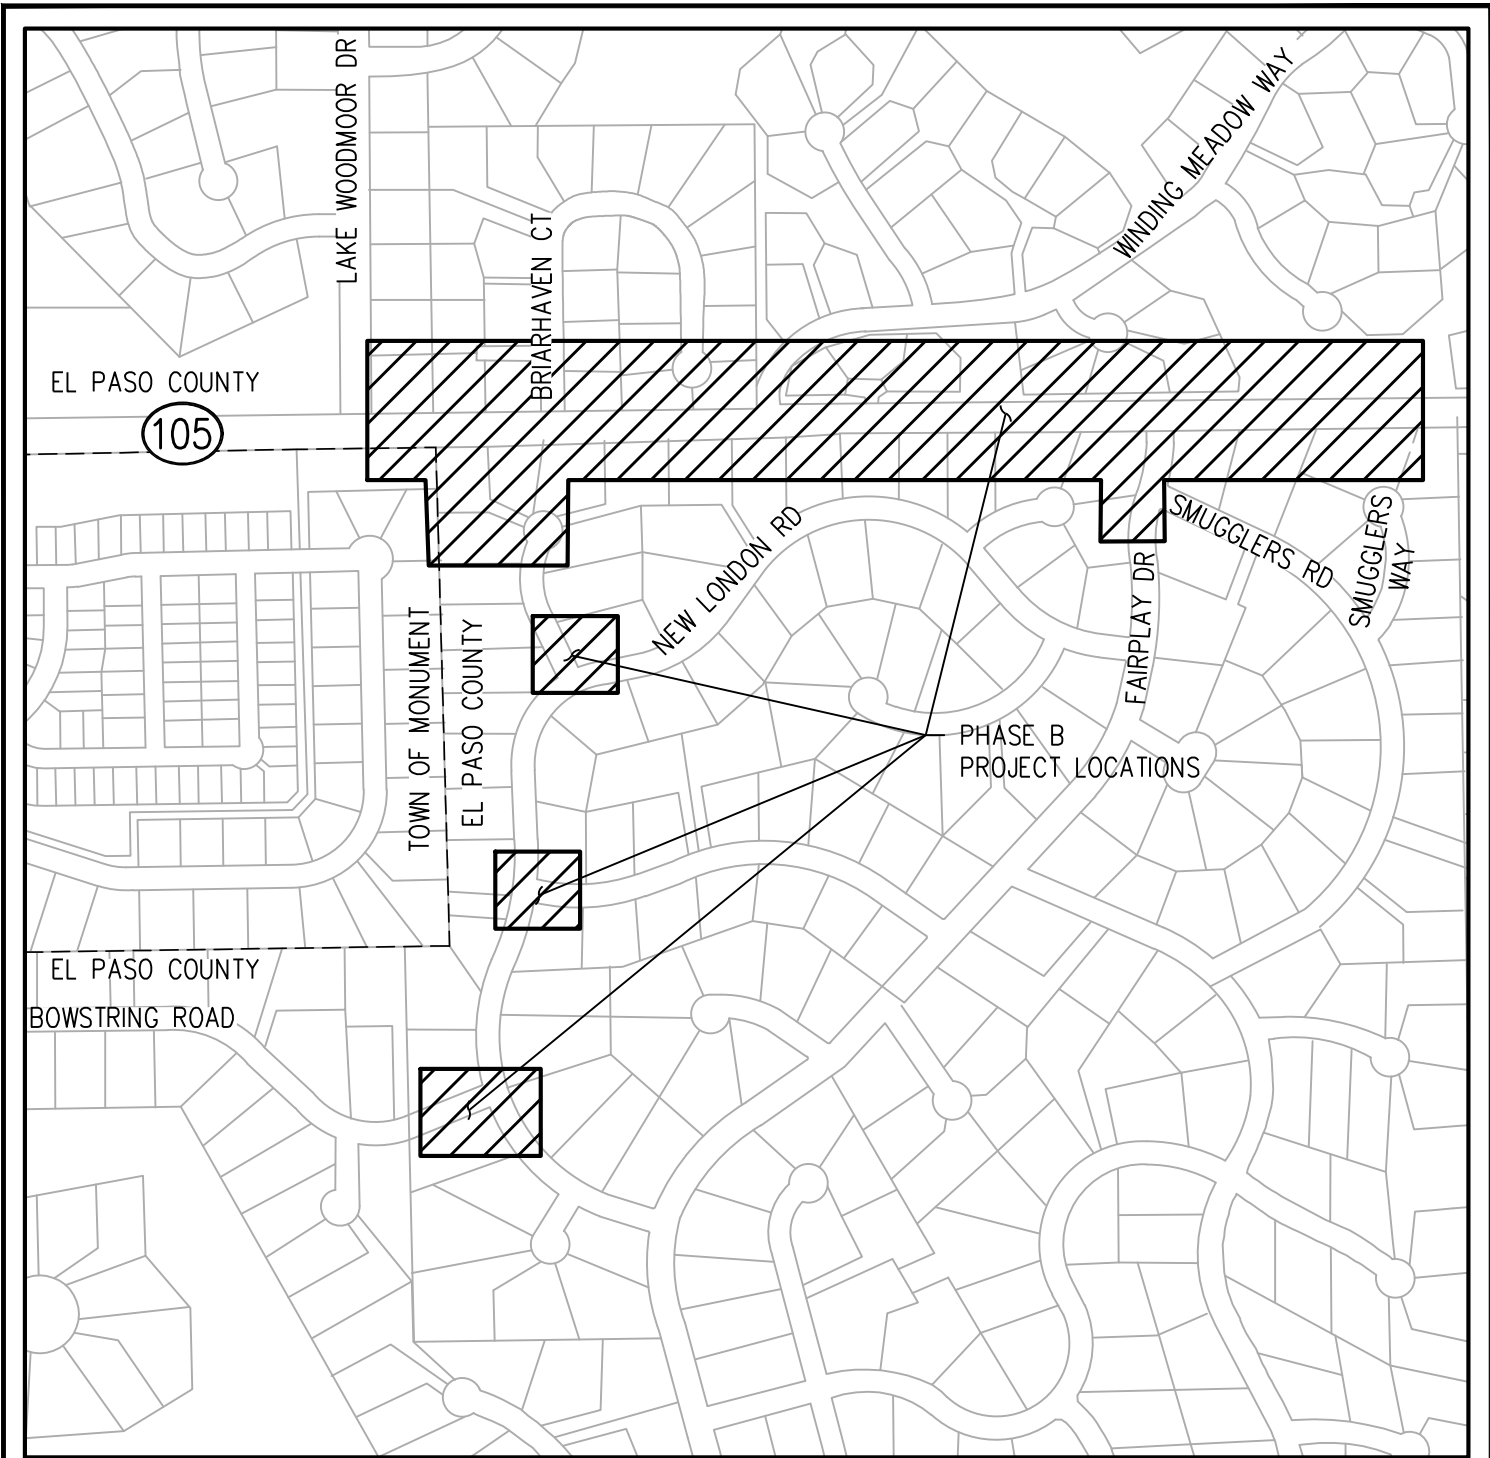 LAKE WOODMOOR DR
BRIARHAVEN CT
WINDING MEADOW WAY
EL PASO COUNTY
105
NEW LONDON RD
SMUGGLERS RD
SMUGGLERS
WAY
FAIRPLAY DR
TOWN OF MONUMENT
EL PASO COUNTY
PHASE B
PROJECT LOCATIONS
EL PASO COUNTY
BOWSTRING ROAD